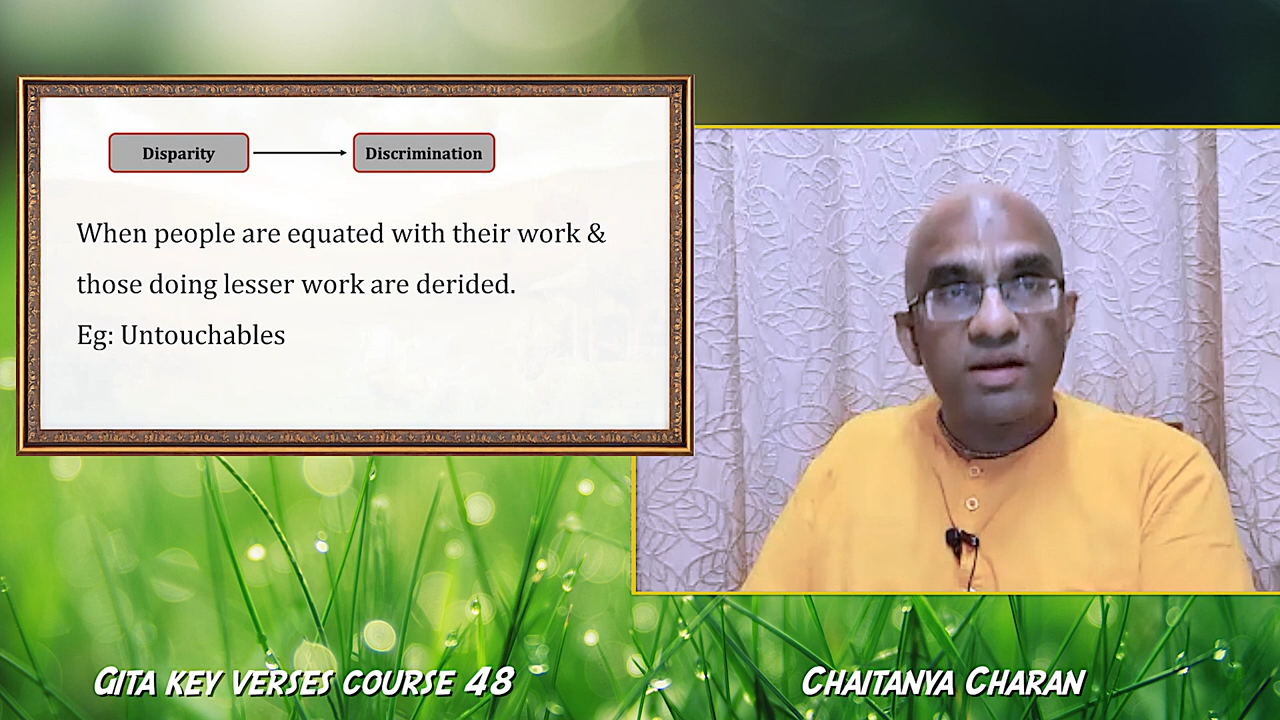 Disparity
Discrimination
When people are equated with their work &
those doing lesser work are derided.
Eg: Untouchables
GITA KEY VERSES COURSE 48
CHAITANYA CHARAN